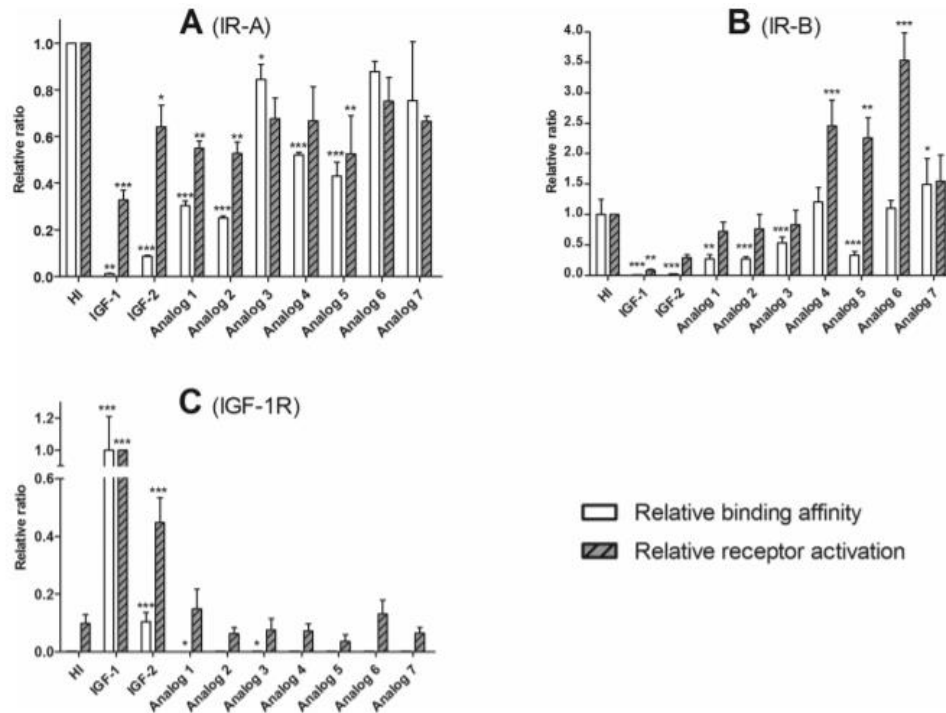 A (IR-A)
Relative ratio
1.0
0.8
0.6
0.4
0.2
0.0
*
*
**
**
***
***
***
***
***
***
**
**
HI
IGF-1
IGF-2
Analog 1
Analog 2
Analog 3
Analog 4
Analog 5
Analog 6
Analog 7
B (IR-B)
Relative ratio
4.0
3.5
3.0
2.5
2.0
1.5
1.0
0.5
0.0
***
***
**
*
***
**
***
***
*** **
***
HI
IGF-1
IGF-2
Analog 1
Analog 2
Analog 3
Analog 4
Analog 5
Analog 6
Analog 7
C (IGF-1R)
Relative ratio
1.2
1.0
0.6
0.4
0.2
0.0
***
***
***
***
*
*
HI
IGF-1
IGF-2
Analog 1
Analog 2
Analog 3
Analog 4
Analog 5
Analog 6
Analog 7
Relative binding affinity
Relative receptor activation